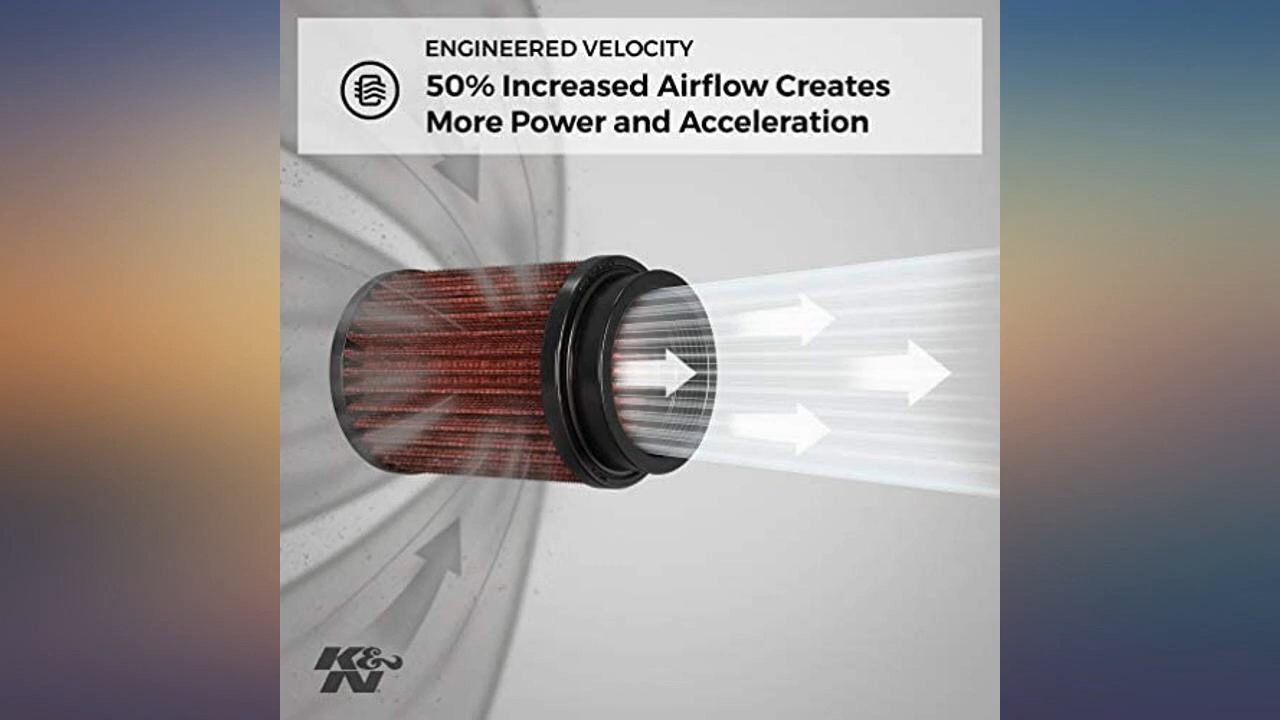 ENGINEERED VELOCITY
50% Increased Airflow Creates
More Power and Acceleration
K&N